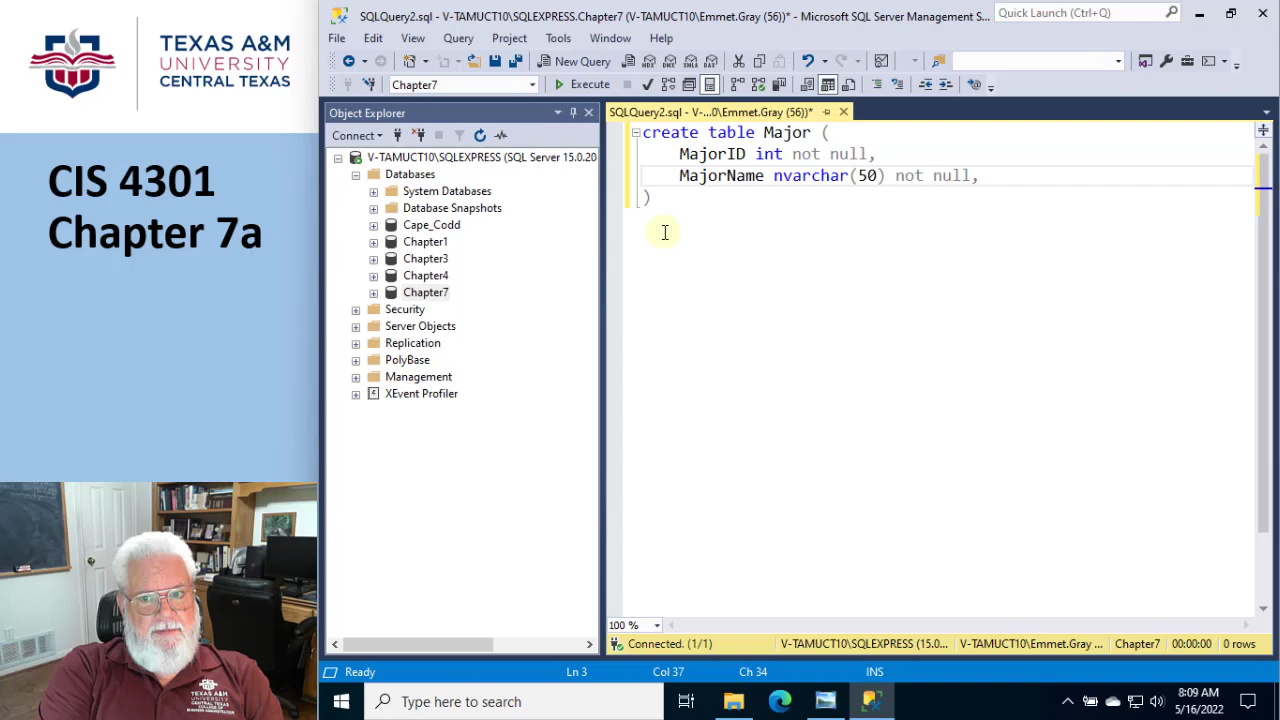 TEXAS A&M
UNIVERSITY
CENTRAL TEXAS
CIS 4301
Chapter 7a
SQLQuery2.sql - V-TAMUCT10\SQLEXPRESS.Chapter7 (V-TAMUCT10\Emmet.Gray (56))* - Microsoft SQL Server Management S...
Quick Launch (Ctrl+Q)
File Edit View Query Project Tools Window Help
New Query
Chapter7
Execute
Object Explorer
SQLQuery2.sql - V-...0\Emmet.Gray (56))*
Connect
V-TAMUCT10\SQLEXPRESS (SQL Server 15.0.20
Databases
System Databases
Database Snapshots
Cape_Codd
Chapter1
Chapter3
Chapter4
Chapter7
Security
Server Objects
Replication
PolyBase
Management
XEvent Profiler
create table Major (
MajorID int not null,
MajorName nvarchar(50) not null,
)
100 %
Connected. (1/1)
V-TAMUCT10\SQLEXPRESS (15.0...
V-TAMUCT10\Emmet.Gray ...
Chapter7
00:00:00
0 rows
Ready
Ln 3
Col 37
Ch 34
INS
Type here to search
8:09 AM
5/16/2022
TEXAS A&M
UNIVERSITY
CENTRAL TEXAS